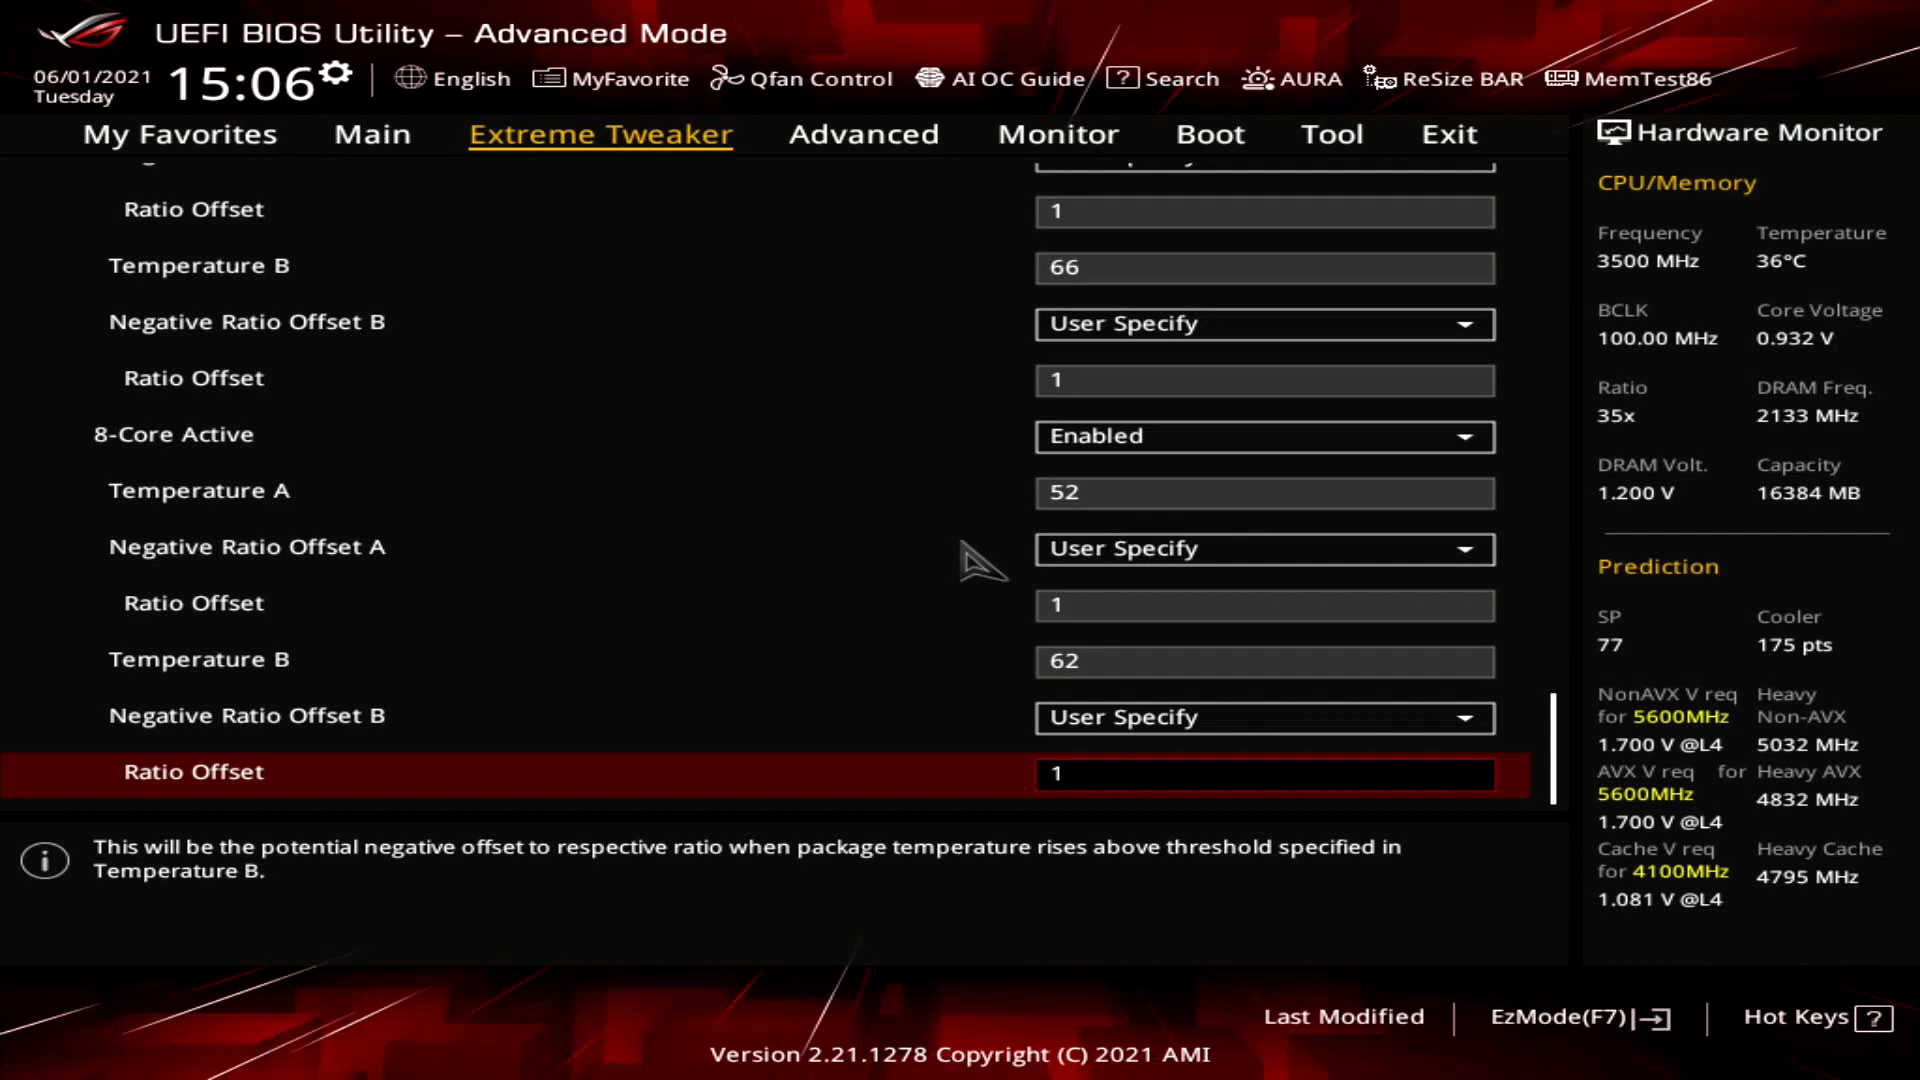 UEFI BIOS Utility – Advanced Mode
06/01/2021
Tuesday
15:06
English
MyFavorite
Qfan Control
AI OC Guide
? Search
AURA
ReSize BAR
MemTest86
My Favorites
Main
Extreme Tweaker
Advanced
Monitor
Boot
Tool
Exit
Ratio Offset
1
Temperature B
66
Negative Ratio Offset B
User Specify
Ratio Offset
1
8-Core Active
Enabled
Temperature A
52
Negative Ratio Offset A
User Specify
Ratio Offset
1
Temperature B
62
Negative Ratio Offset B
User Specify
Ratio Offset
1
i
This will be the potential negative offset to respective ratio when package temperature rises above threshold specified in
Temperature B.
Hardware Monitor
CPU/Memory
Frequency Temperature
3500 MHz 36°C
BCLK Core Voltage
100.00 MHz 0.932 V
Ratio DRAM Freq.
35x 2133 MHz
DRAM Volt. Capacity
1.200 V 16384 MB
Prediction
SP Cooler
77 175 pts
NonAVX V req Heavy
for 5600MHz Non-AVX
1.700 V @L4 5032 MHz
AVX V req for Heavy AVX
5600MHz 4832 MHz
1.700 V @L4
Cache V req Heavy Cache
for 4100MHz 4795 MHz
1.081 V @L4
Last Modified
EzMode(F7)
Hot Keys ?
Version 2.21.1278 Copyright (C) 2021 AMI